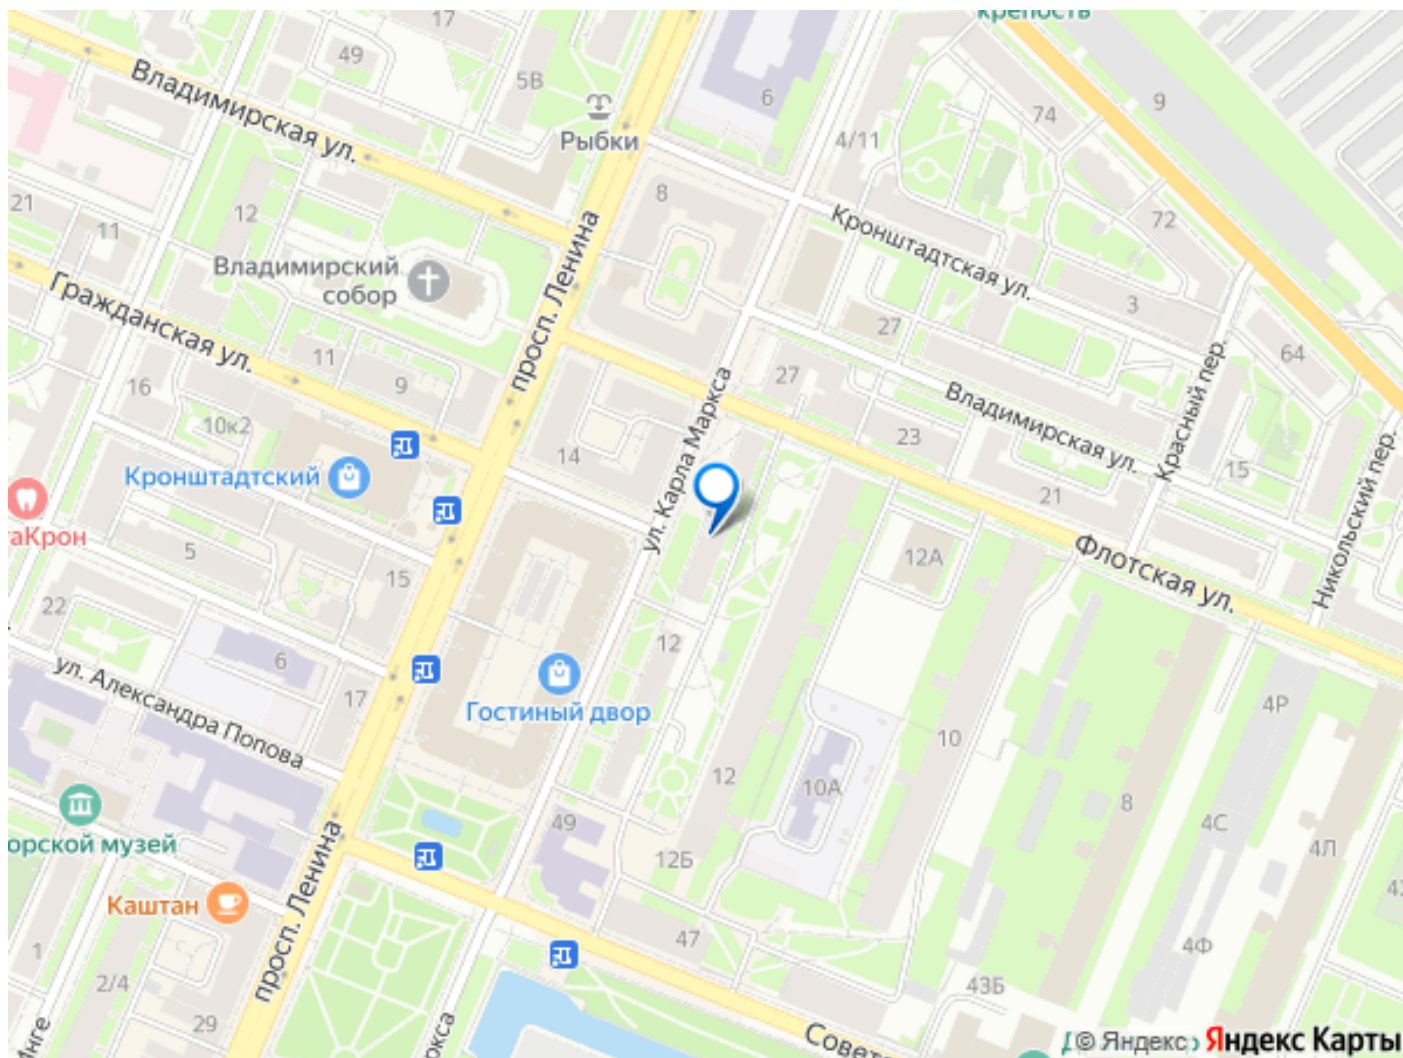 крепость
17
49
5В
6
74
9
Владимирская ул.
Рыбки
4/11
8
21
12
11
72
просп. Ленина
Кронштадтская ул.
Владимирский
собор
Гражданская ул.
3
27
64
11
9
16
27
Красный пер.
10к2
14
ул. Карла Маркса
23
Владимирская ул.
15
Никольский пер.
Кронштадтский
21
аКрон
5
15
12А
Флотская ул.
22
6
12
ул. Александра Попова
17
Гостиный двор
4Р
10
12
10А
8
4С
49
4Л
орской музей
12Б
Каштан
просп. Ленина
47
4Ф
1
2/4
43Б
29
Инге
ркса
Советс
© Яндекс
Яндекс Карты